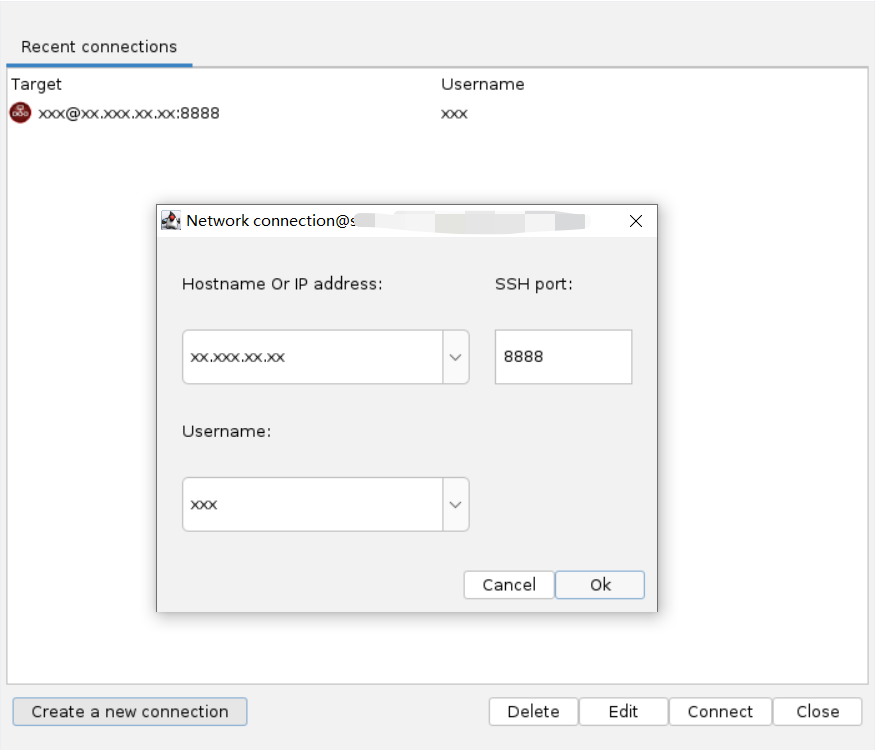 Recent connections
Target Username
xxx@xx.xxx.xx.xx:8888 xxx
Network connection@s
Hostname Or IP address: SSH port:
xx.xxx.xx.xx 8888
Username:
xxx
Cancel Ok
Create a new connection Delete Edit Connect Close